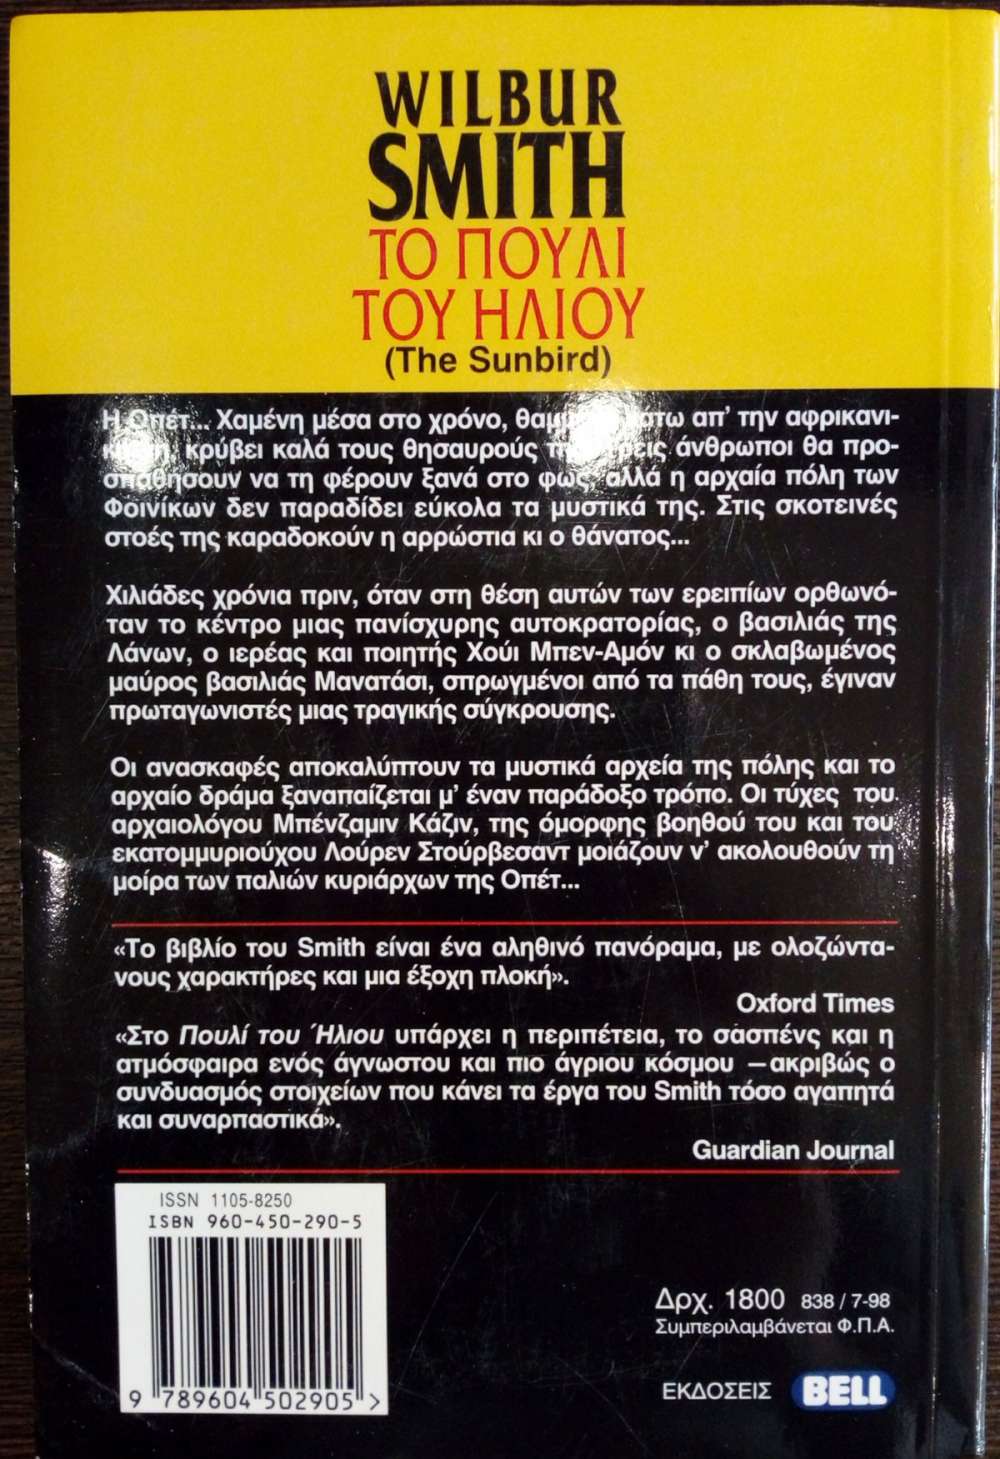 WILBUR
SMITH
ΤΟ ΠΟΥΛΙ
ΤΟΥ ΗΛΙΟΥ
(The Sunbird)
Η Οπέτ... Χαμένη μέσα στο χρόνο, απ' την αφρικανι-
κρύβει καλά τους θησαυρούς άνθρωποι θα προ-
σπαθήσουν να τη φέρουν ξανά στο φως, αλλά η αρχαία πόλη των
Φοινίκων δεν παραδίδει εύκολα τα μυστικά της. Στις σκοτεινές
στοές της καραδοκούν η αρρώστια κι ο θάνατος...
Χιλιάδες χρόνια πριν, όταν στη θέση αυτών των ερειπίων ορθωνό-
ταν το κέντρο μιας πανίσχυρης αυτοκρατορίας, ο βασιλιάς της
Λάνων, ο ιερέας και ποιητής Χούι Μπεν-Αμόν κι ο σκλαβωμένος
μαύρος βασιλιάς Μανατάσι, σπρωγμένοι από τα πάθη τους, έγιναν
πρωταγωνιστές μιας τραγικής σύγκρουσης.
Οι ανασκαφές αποκαλύπτουν τα μυστικά αρχεία της πόλης και το
αρχαίο δράμα ξαναπαίζεται μ' έναν παράδοξο τρόπο. Οι τύχες του
αρχαιολόγου Μπένζαμιν Κάζιν, της όμορφης βοηθού του και του
εκατομμυριούχου Λούρεν Στούρβεσαντ μοιάζουν ν' ακολουθούν τη
μοίρα των παλιών κυριάρχων της Οπέτ...
«Το βιβλίο του Smith είναι ένα αληθινό πανόραμα, με ολοζώντα-
νους χαρακτήρες και μια έξοχη πλοκή».
Oxford Times
«Στο Πουλί του Ήλιου υπάρχει η περιπέτεια, το σασπένς και η
ατμόσφαιρα ενός άγνωστου και πιο άγριου κόσμου —ακριβώς ο
συνδυασμός στοιχείων που κάνει τα έργα του Smith τόσο αγαπητά
και συναρπαστικά».
Guardian Journal
ISSN 1105-8250
ISBN 960-450-290-5
9 789604 502905 >
Δρχ. 1800 838 / 7-98
Συμπεριλαμβάνεται Φ.Π.Α.
ΕΚΔΟΣΕΙΣ BELL